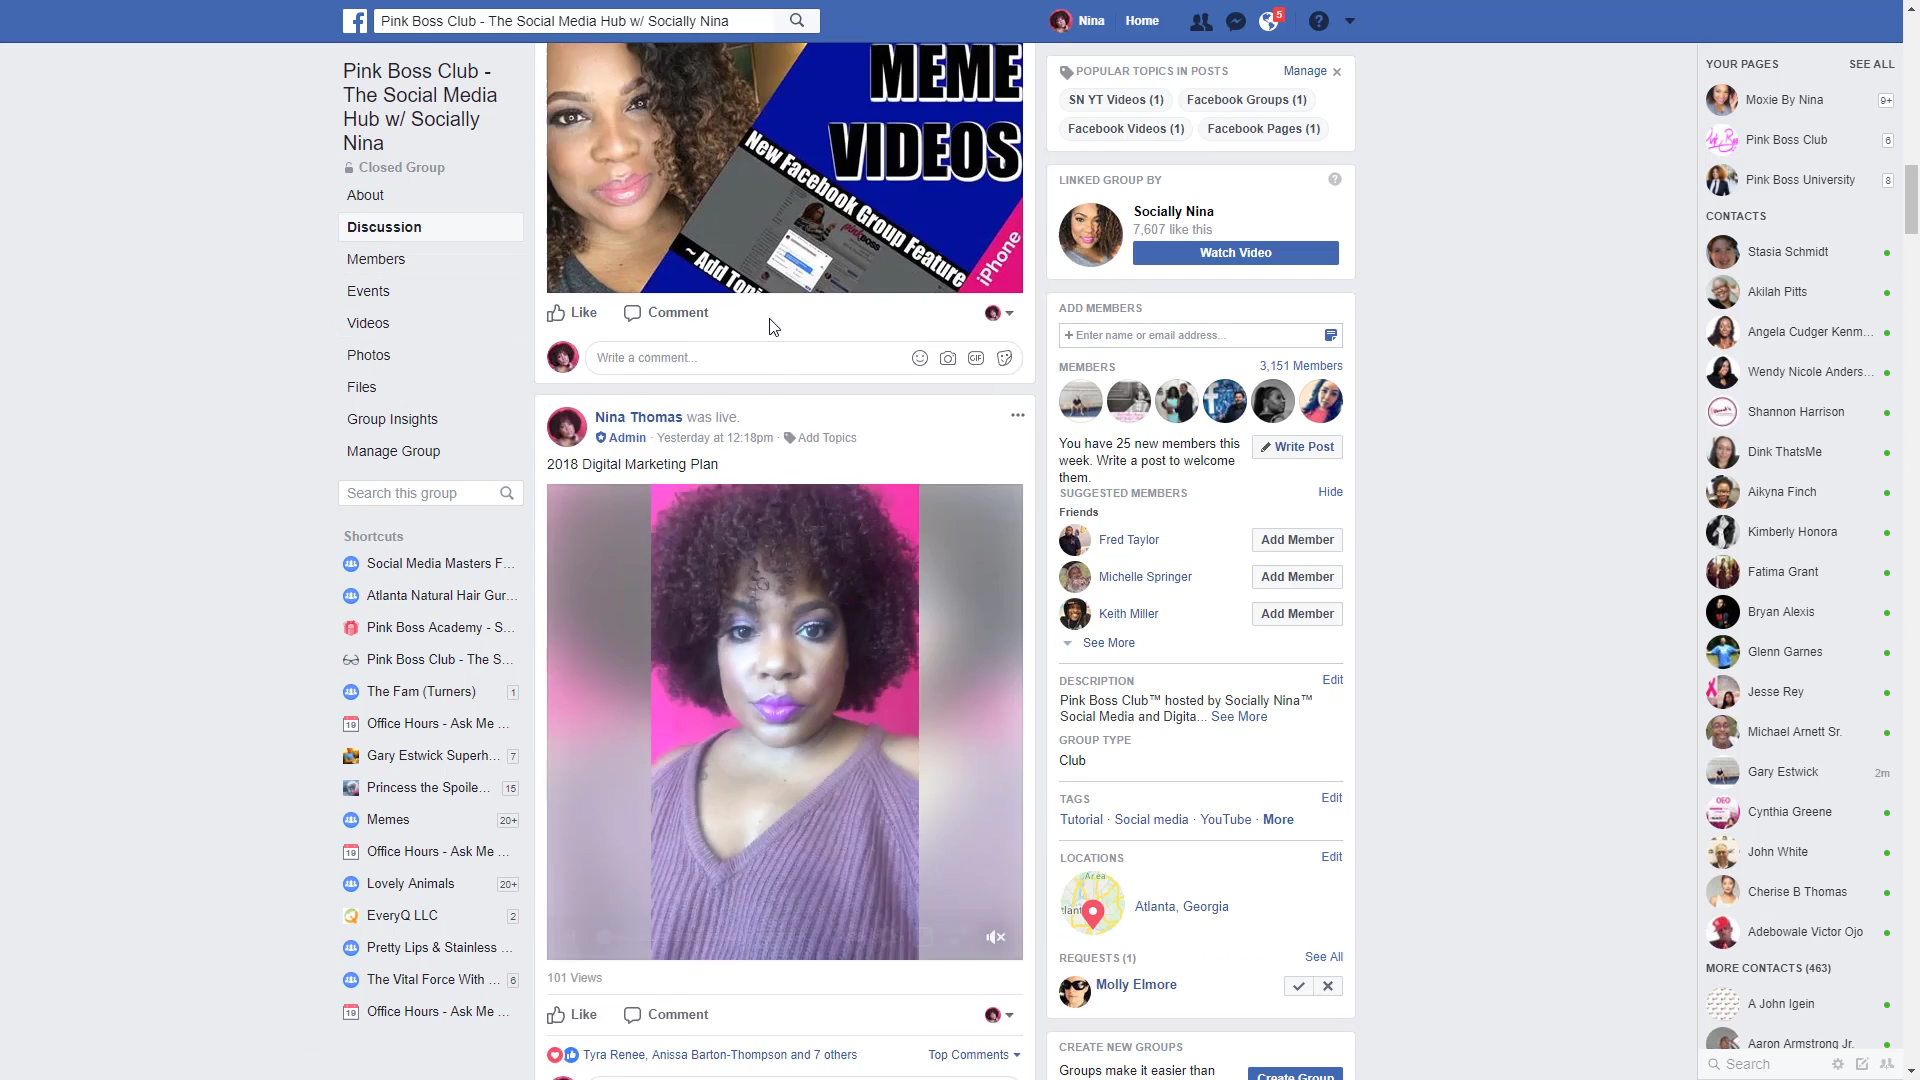 Pink Boss Club - The Social Media Hub w/ Socially Nina
Nina
Home
5
Pink Boss Club -
The Social Media
Hub w/ Socially
Nina
Closed Group
About
Discussion
Members
Events
Videos
Photos
Files
Group Insights
Manage Group
Search this group
Shortcuts
Social Media Masters F...
Atlanta Natural Hair Gur...
Pink Boss Academy - S...
Pink Boss Club - The S...
The Fam (Turners) 1
Office Hours - Ask Me ...
Gary Estwick Superh... 7
Princess the Spoile... 15
Memes 20+
Office Hours - Ask Me ...
Lovely Animals 20+
EveryQ LLC 2
Pretty Lips & Stainless ...
The Vital Force With ... 6
Office Hours - Ask Me ...
MEME
VIDEOS
New Facebook Group Feature
~ Add Topi
iPhone
Like
Comment
Write a comment...
GIF
Nina Thomas was live.
Admin · Yesterday at 12:18pm · Add Topics
2018 Digital Marketing Plan
101 Views
Like
Comment
Tyra Renee, Anissa Barton-Thompson and 7 others
Top Comments
POPULAR TOPICS IN POSTS
Manage
SN YT Videos (1)
Facebook Groups (1)
Facebook Videos (1)
Facebook Pages (1)
LINKED GROUP BY
Socially Nina
7,607 like this
Watch Video
ADD MEMBERS
+ Enter name or email address...
MEMBERS
3,151 Members
You have 25 new members this
week. Write a post to welcome
them.
Write Post
SUGGESTED MEMBERS
Hide
Friends
Fred Taylor
Add Member
Michelle Springer
Add Member
Keith Miller
Add Member
See More
DESCRIPTION
Edit
Pink Boss Club™ hosted by Socially Nina™
Social Media and Digita... See More
GROUP TYPE
Club
TAGS
Edit
Tutorial · Social media · YouTube · More
LOCATIONS
Edit
Area
Atlanta, Georgia
REQUESTS (1)
See All
Molly Elmore
CREATE NEW GROUPS
Groups make it easier than
Create Group
YOUR PAGES
SEE ALL
Moxie By Nina 9+
Pink Boss Club 6
Pink Boss University 8
CONTACTS
Stasia Schmidt
Akilah Pitts
Angela Cudger Kenm...
Wendy Nicole Anders...
Shannon Harrison
Dink ThatsMe
Aikyna Finch
Kimberly Honora
Fatima Grant
Bryan Alexis
Glenn Garnes
Jesse Rey
Michael Arnett Sr.
Gary Estwick 2m
Cynthia Greene
John White
Cherise B Thomas
Adebowale Victor Ojo
MORE CONTACTS (463)
A John Igein
Aaron Armstrong Jr.
Search